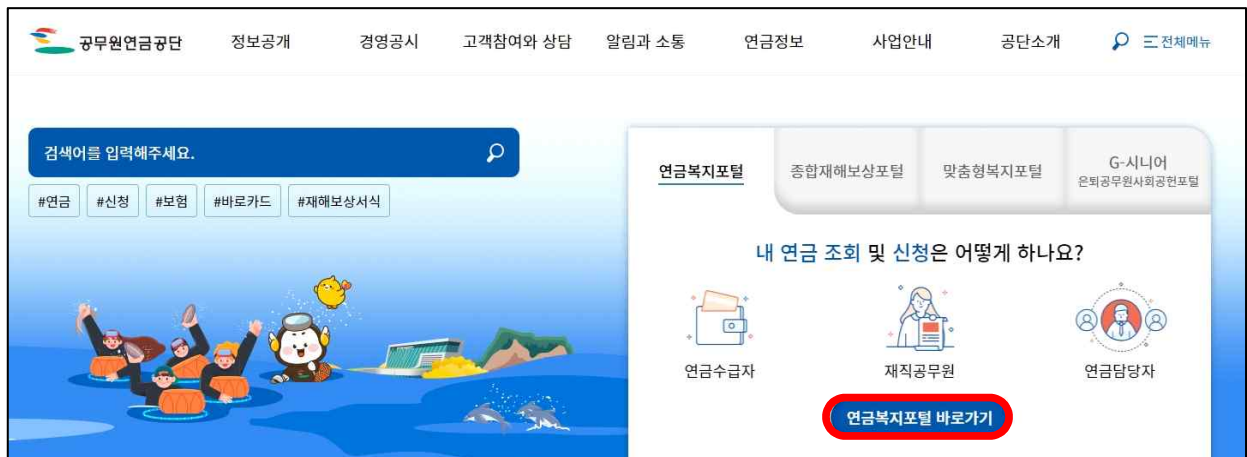 공무원연금공단 정보공개 경영공시 고객참여와 상담 알림과 소통 연금정보 사업안내 공단소개 전체메뉴
검색어를 입력해주세요.
#연금 #신청 #보험 #바로카드 #재해보상서식
연금복지포털 종합재해보상포털 맞춤형복지포털 G-시니어
은퇴공무원사회공헌포털
내 연금 조회 및 신청은 어떻게 하나요?
연금수급자 재직공무원 연금담당자
연금복지포털 바로가기